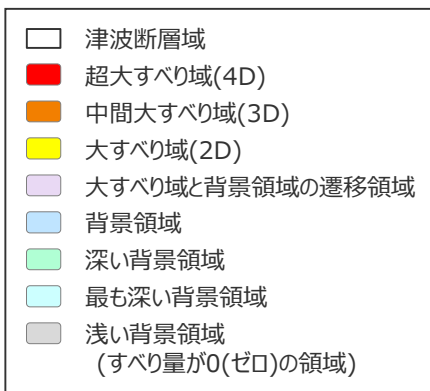 津波断層域
超大すべり域(4D)
中間大すべり域(3D)
大すべり域(2D)
大すべり域と背景領域の遷移領域
背景領域
深い背景領域
最も深い背景領域
浅い背景領域
(すべり量が0(ゼロ)の領域)